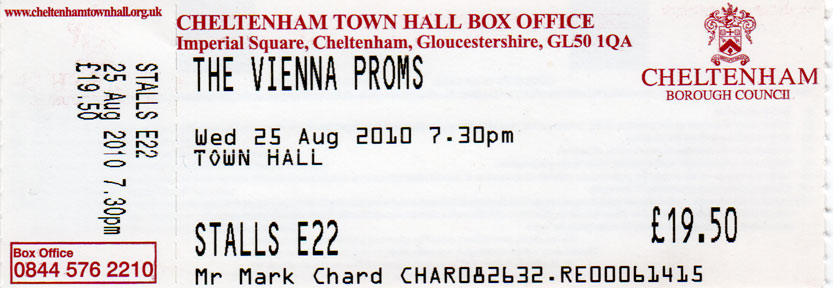 www.cheltenhamtownhall.org.uk
STALLS E22
25 Aug 2010 7.30pm
£19.50
Box Office
0844 576 2210
CHELTENHAM TOWN HALL BOX OFFICE
Imperial Square, Cheltenham, Gloucestershire, GL50 1QA
THE VIENNA PROMS
Wed 25 Aug 2010 7.30pm
TOWN HALL
STALLS E22
£19.50
Mr Mark Chard CHAR082632.RE00061415
CHELTENHAM
BOROUGH COUNCIL